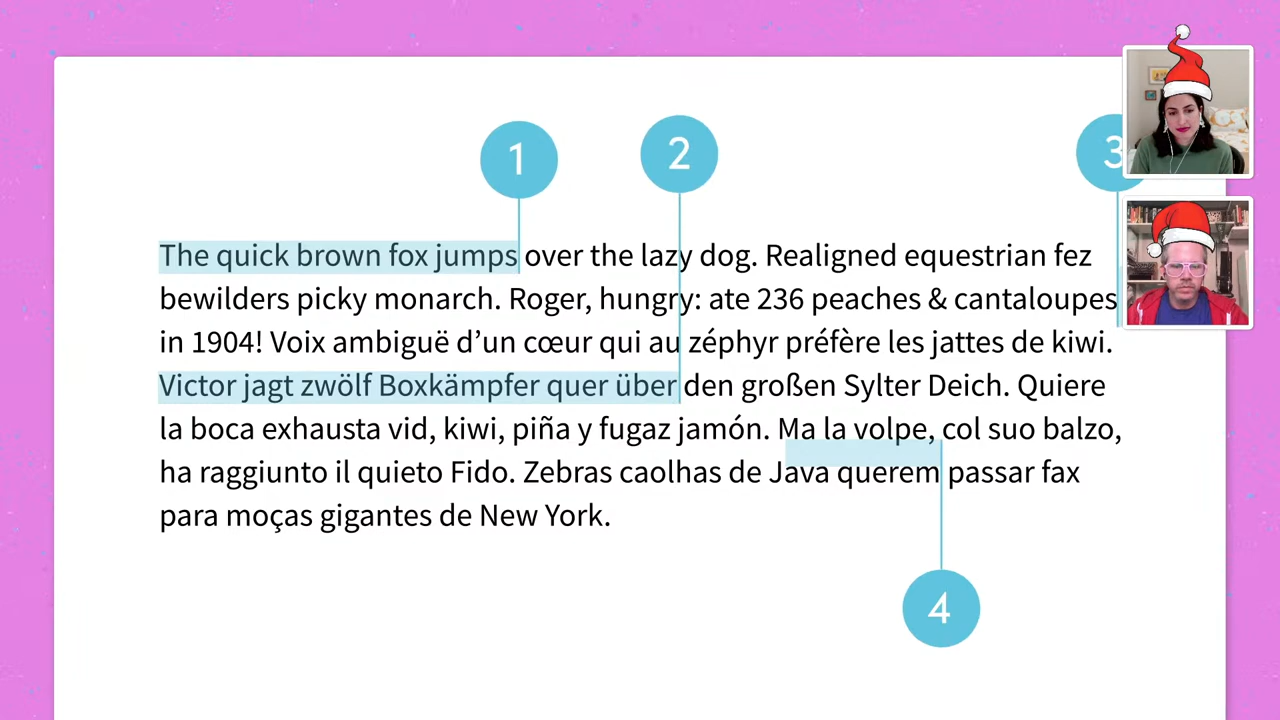 1 2 3
The quick brown fox jumps over the lazy dog. Realigned equestrian fez
bewilders picky monarch. Roger, hungry: ate 236 peaches & cantaloupes
in 1904! Voix ambiguë d’un cœur qui au zéphyr préfère les jattes de kiwi.
Victor jagt zwölf Boxkämpfer quer über den großen Sylter Deich. Quiere
la boca exhausta vid, kiwi, piña y fugaz jamón. Ma la volpe, col suo balzo,
ha raggiunto il quieto Fido. Zebras caolhas de Java querem passar fax
para moças gigantes de New York.
4